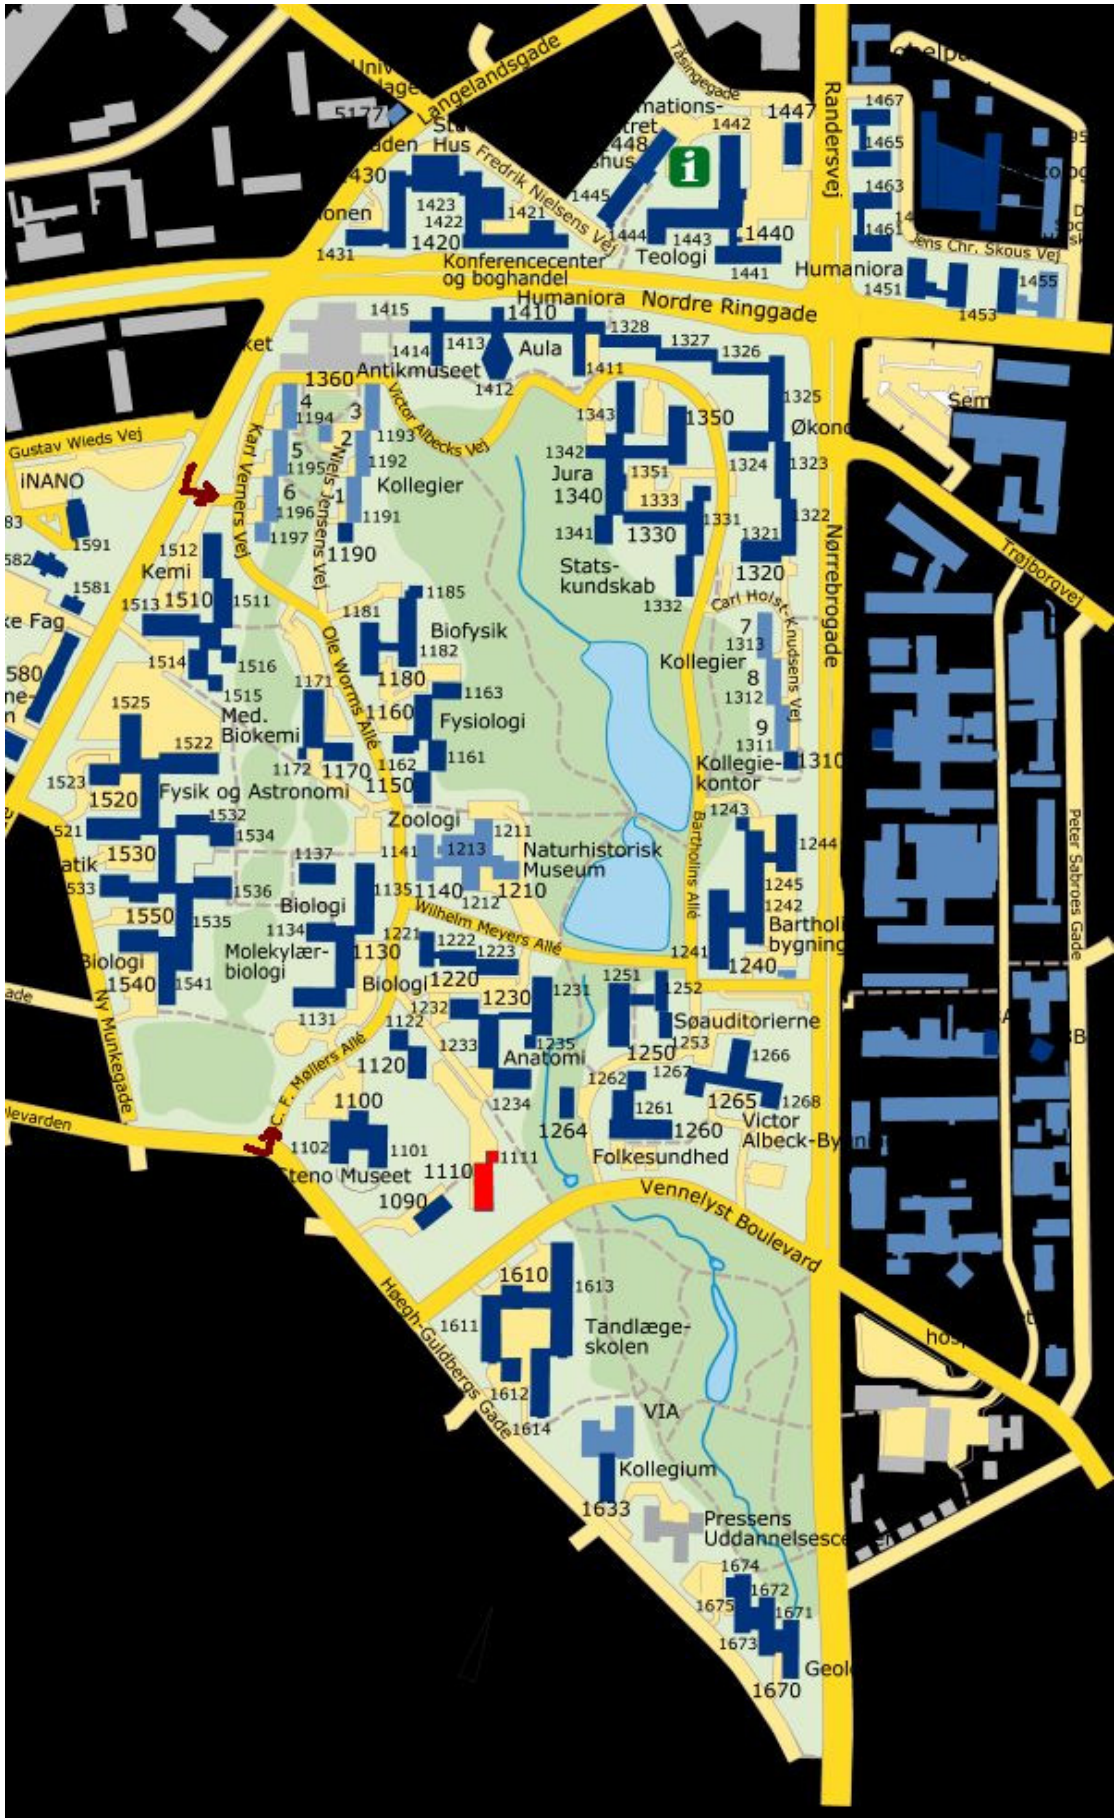 Langelandsgade
Tåsingegade
Randersvej
5177
1447
1442
1467
1465
1463
1461
Hus
Fredrik Nielsens Vej
1430
1423
1422
1421
1420
1431
1445
1444
1443
1440
1441
Teologi
Jens Chr. Skous Vej
Konferencecenter
og boghandel
Humaniora
1451
1455
1453
Humaniora
Nordre Ringgade
1415
1410
1414
1413
Aula
1328
1327
1326
Antikmuseet
1412
1411
1360
1325
Victor Albecks Vej
4
1194
3
1193
1343
1350
Gustav Wieds Vej
Karl Verners Vej
5
1195
2
1192
1342
1351
1324
1323
iNANO
Niels Jensens Vej
Kollegier
Jura
1340
1333
6
1196
1
1191
1197
1190
1341
1330
1331
1321
1322
1591
1512
Kemi
Stats-
kundskab
1332
1320
Nørrebrogade
Trøjborgvej
1581
1513
1510
1511
1181
1185
Biofysik
1182
Carl Holst-Knudsens Vej
7
1313
Kollegier
8
1312
9
1311
1310
1514
1516
1515
Ole Worms Allé
1180
1580
1171
1163
1160
Fysiologi
1525
Med.
Biokemi
1522
1172
1170
1162
1161
1150
Kollegie-
kontor
1523
1520
Fysik og Astronomi
Zoologi
1243
1244
1521
1532
1534
1530
1137
1141
1211
1213
Naturhistorisk
Museum
Bartholins Allé
Peter Sabroes Gade
1536
1135
1140
1212
1210
1245
1242
1550
1535
Biologi
1134
1130
Wilhelm Meyers Allé
1221
1222
1223
1241
1240
Molekylær-
biologi
Biologi
1540
1541
Biologi
1220
1230
1231
1251
1252
Ny Munkegade
1131
1232
1122
1233
1235
Søauditorierne
1250
1253
1120
Anatomi
1234
1262
1267
1266
1261
1265
1268
C. F. Møllers Allé
1100
1102
1101
1264
1260
Victor
Steno Museet
1110
1111
Folkesundhed
1090
Vennelyst Boulevard
Høegh-Guldbergs Gade
1610
1613
1611
Tandlæge-
skolen
1612
1614
VIA
Kollegium
1633
Pressens
1674
1672
1675
1671
1673
1670